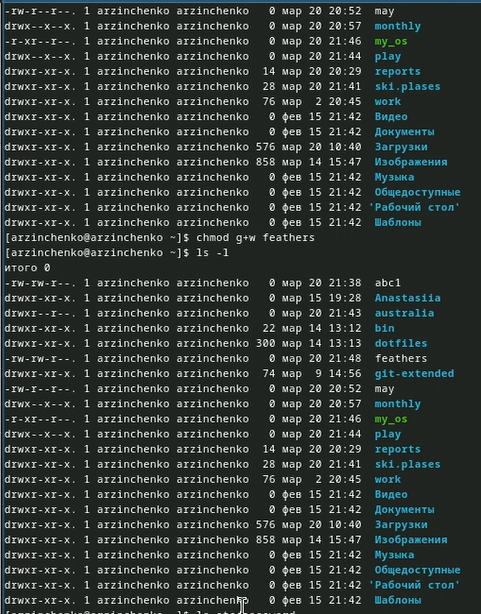 -rw-r--r--. 1 arzinchenko arzinchenko   0 мар 20 20:52  may
drwx--x--x. 1 arzinchenko arzinchenko   0 мар 20 20:57  monthly
-r-xr--r--. 1 arzinchenko arzinchenko   0 мар 20 21:46  my_os
drwx--x--x. 1 arzinchenko arzinchenko   0 мар 20 21:44  play
drwxr-xr-x. 1 arzinchenko arzinchenko  14 мар 20 20:29  reports
drwxr-xr-x. 1 arzinchenko arzinchenko  28 мар 20 21:41  ski.plases
drwxr-xr-x. 1 arzinchenko arzinchenko  76 мар  2 20:45  work
drwxr-xr-x. 1 arzinchenko arzinchenko   0 фев 15 21:42  Видео
drwxr-xr-x. 1 arzinchenko arzinchenko   0 фев 15 21:42  Документы
drwxr-xr-x. 1 arzinchenko arzinchenko 576 мар 20 10:40  Загрузки
drwxr-xr-x. 1 arzinchenko arzinchenko 858 мар 14 15:47  Изображения
drwxr-xr-x. 1 arzinchenko arzinchenko   0 фев 15 21:42  Музыка
drwxr-xr-x. 1 arzinchenko arzinchenko   0 фев 15 21:42  Общедоступные
drwxr-xr-x. 1 arzinchenko arzinchenko   0 фев 15 21:42 'Рабочий стол'
drwxr-xr-x. 1 arzinchenko arzinchenko   0 фев 15 21:42  Шаблоны
[arzinchenko@arzinchenko ~]$ chmod g+w feathers
[arzinchenko@arzinchenko ~]$ ls -l
итого 0
-rw-rw-r--. 1 arzinchenko arzinchenko   0 мар 20 21:38  abc1
drwxr-xr-x. 1 arzinchenko arzinchenko   0 мар 15 19:28  Anastasiia
drwxr--r--. 1 arzinchenko arzinchenko   0 мар 20 21:43  australia
drwxr-xr-x. 1 arzinchenko arzinchenko  22 мар 14 13:12  bin
drwxr-xr-x. 1 arzinchenko arzinchenko 300 мар 14 13:13  dotfiles
-rw-rw-r--. 1 arzinchenko arzinchenko   0 мар 20 21:48  feathers
drwxr-xr-x. 1 arzinchenko arzinchenko  74 мар  9 14:56  git-extended
-rw-r--r--. 1 arzinchenko arzinchenko   0 мар 20 20:52  may
drwx--x--x. 1 arzinchenko arzinchenko   0 мар 20 20:57  monthly
-r-xr--r--. 1 arzinchenko arzinchenko   0 мар 20 21:46  my_os
drwx--x--x. 1 arzinchenko arzinchenko   0 мар 20 21:44  play
drwxr-xr-x. 1 arzinchenko arzinchenko  14 мар 20 20:29  reports
drwxr-xr-x. 1 arzinchenko arzinchenko  28 мар 20 21:41  ski.plases
drwxr-xr-x. 1 arzinchenko arzinchenko  76 мар  2 20:45  work
drwxr-xr-x. 1 arzinchenko arzinchenko   0 фев 15 21:42  Видео
drwxr-xr-x. 1 arzinchenko arzinchenko   0 фев 15 21:42  Документы
drwxr-xr-x. 1 arzinchenko arzinchenko 576 мар 20 10:40  Загрузки
drwxr-xr-x. 1 arzinchenko arzinchenko 858 мар 14 15:47  Изображения
drwxr-xr-x. 1 arzinchenko arzinchenko   0 фев 15 21:42  Музыка
drwxr-xr-x. 1 arzinchenko arzinchenko   0 фев 15 21:42  Общедоступные
drwxr-xr-x. 1 arzinchenko arzinchenko   0 фев 15 21:42 'Рабочий стол'
drwxr-xr-x. 1 arzinchenko arzinchenko   0 фев 15 21:42  Шаблоны